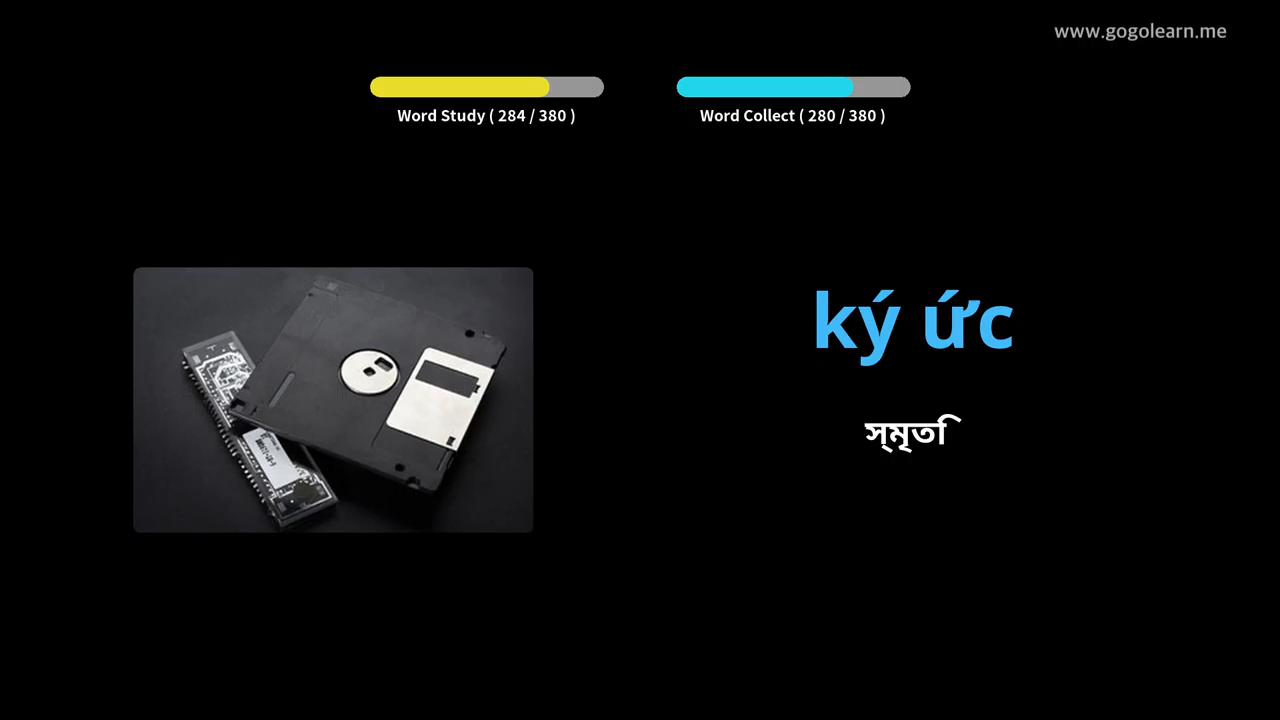 www.gogolearn.me
Word Study ( 284 / 380 )
Word Collect ( 280 / 380 )
ký ức
স্মৃতি